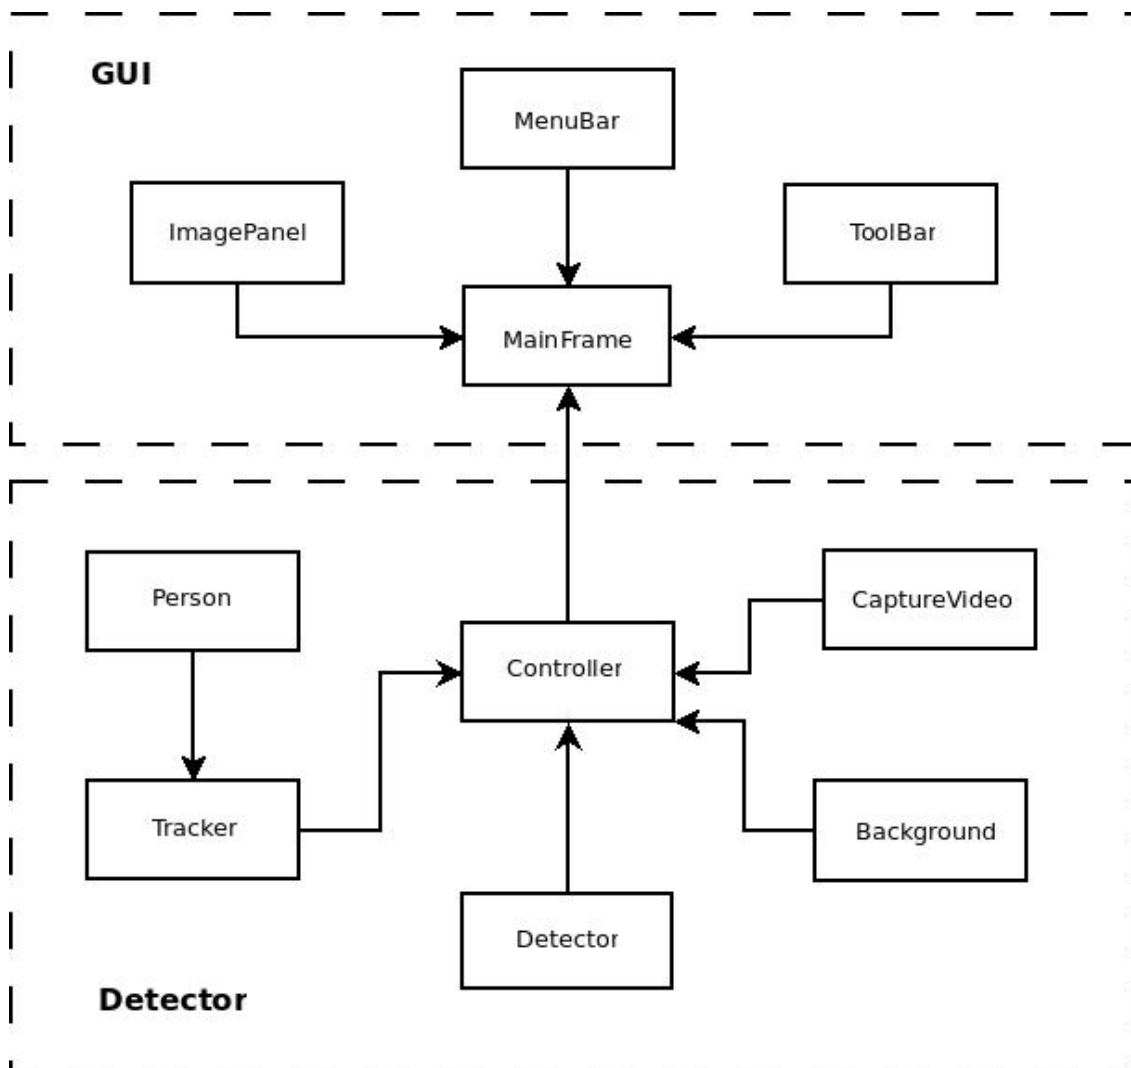 GUI
MenuBar
ImagePanel
ToolBar
MainFrame
Person
CaptureVideo
Controller
Tracker
Background
Detector
Detector